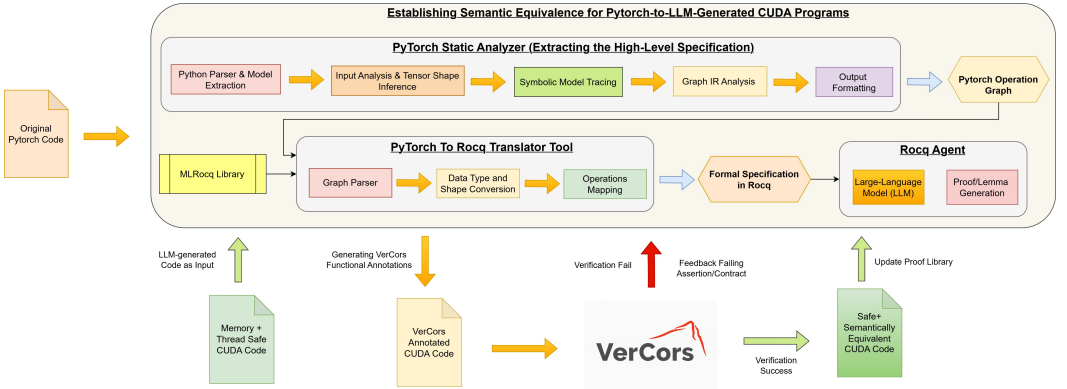 Establishing Semantic Equivalence for Pytorch-to-LLM-Generated CUDA Programs
PyTorch Static Analyzer (Extracting the High-Level Specification)
Python Parser & Model
Extraction
Input Analysis & Tensor Shape
Inference
Symbolic Model Tracing
Graph IR Analysis
Output
Formatting
Pytorch Operation
Graph
Original
Pytorch Code
MLRocq Library
PyTorch To Rocq Translator Tool
Graph Parser
Data Type and
Shape Conversion
Operations
Mapping
Formal Specification
in Rocq
Rocq Agent
Large-Language
Model (LLM)
Proof/Lemma
Generation
LLM-generated
Code as Input
Generating VerCors
Functional Annotations
Verification Fail
Feedback Failing
Assertion/Contract
Update Proof Library
Memory +
Thread Safe
CUDA Code
VerCors
Annotated
CUDA Code
VerCors
Verification
Success
Safe+
Semantically
Equivalent
CUDA Code